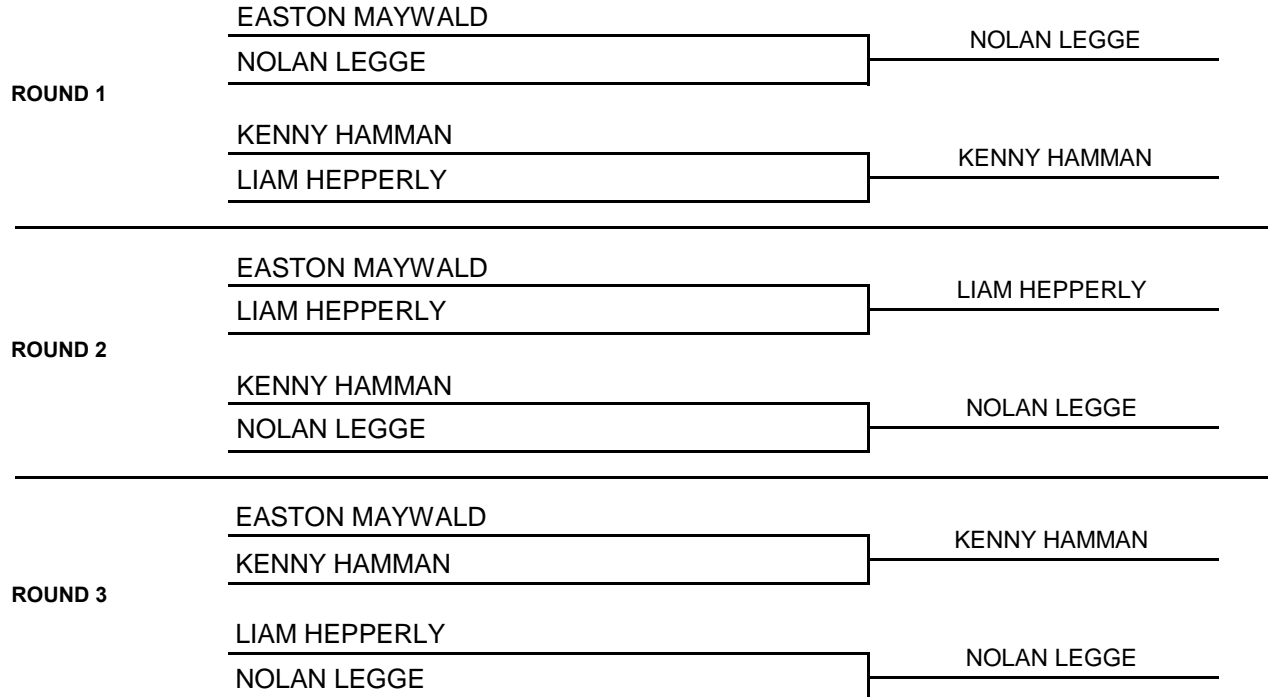 EASTON MAYWALD
NOLAN LEGGE
NOLAN LEGGE
ROUND 1
KENNY HAMMAN
KENNY HAMMAN
LIAM HEPPERLY
EASTON MAYWALD
LIAM HEPPERLY
LIAM HEPPERLY
ROUND 2
KENNY HAMMAN
NOLAN LEGGE
NOLAN LEGGE
EASTON MAYWALD
KENNY HAMMAN
KENNY HAMMAN
ROUND 3
LIAM HEPPERLY
NOLAN LEGGE
NOLAN LEGGE